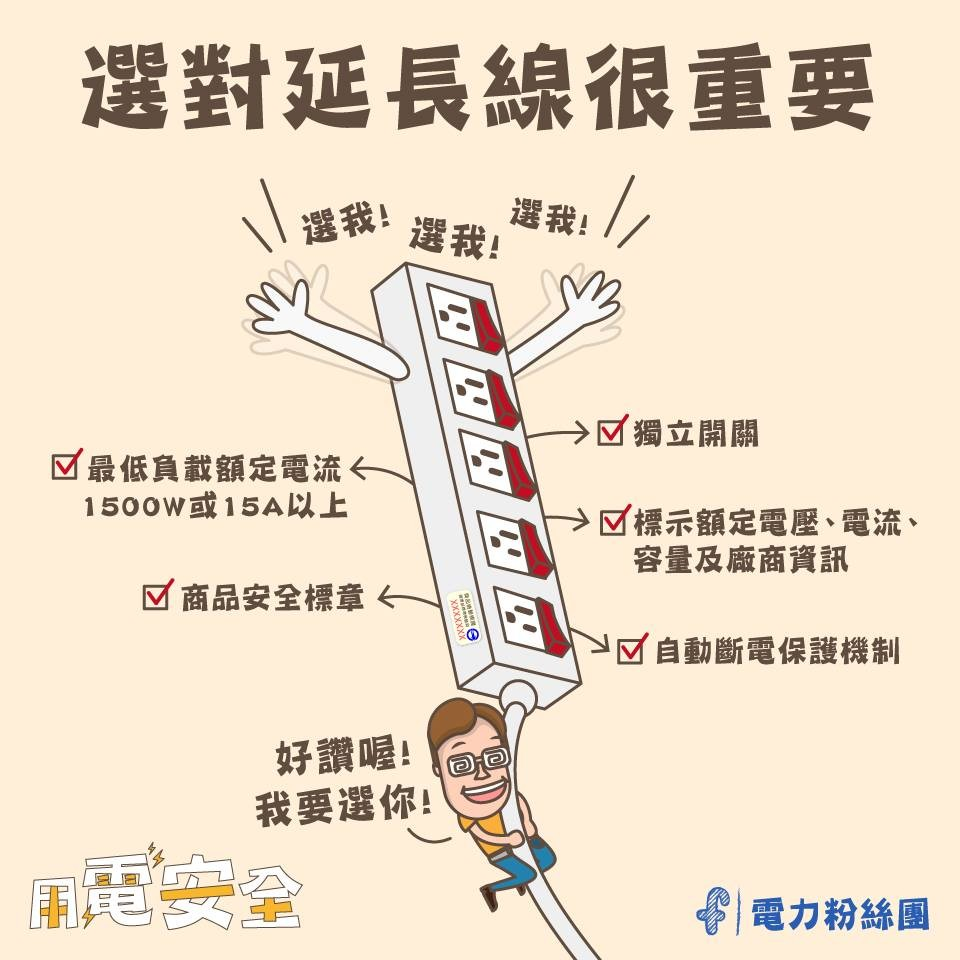 選對延長線很重要
選我!
選我!
選我!
獨立開關
最低負載額定電流
1500W或15A以上
標示額定電壓、電流、
容量及廠商資訊
商品安全標章
XXXXXXX
自動斷電保護機制
好讚喔!
我要選你!
用電安全
f 電力粉絲團